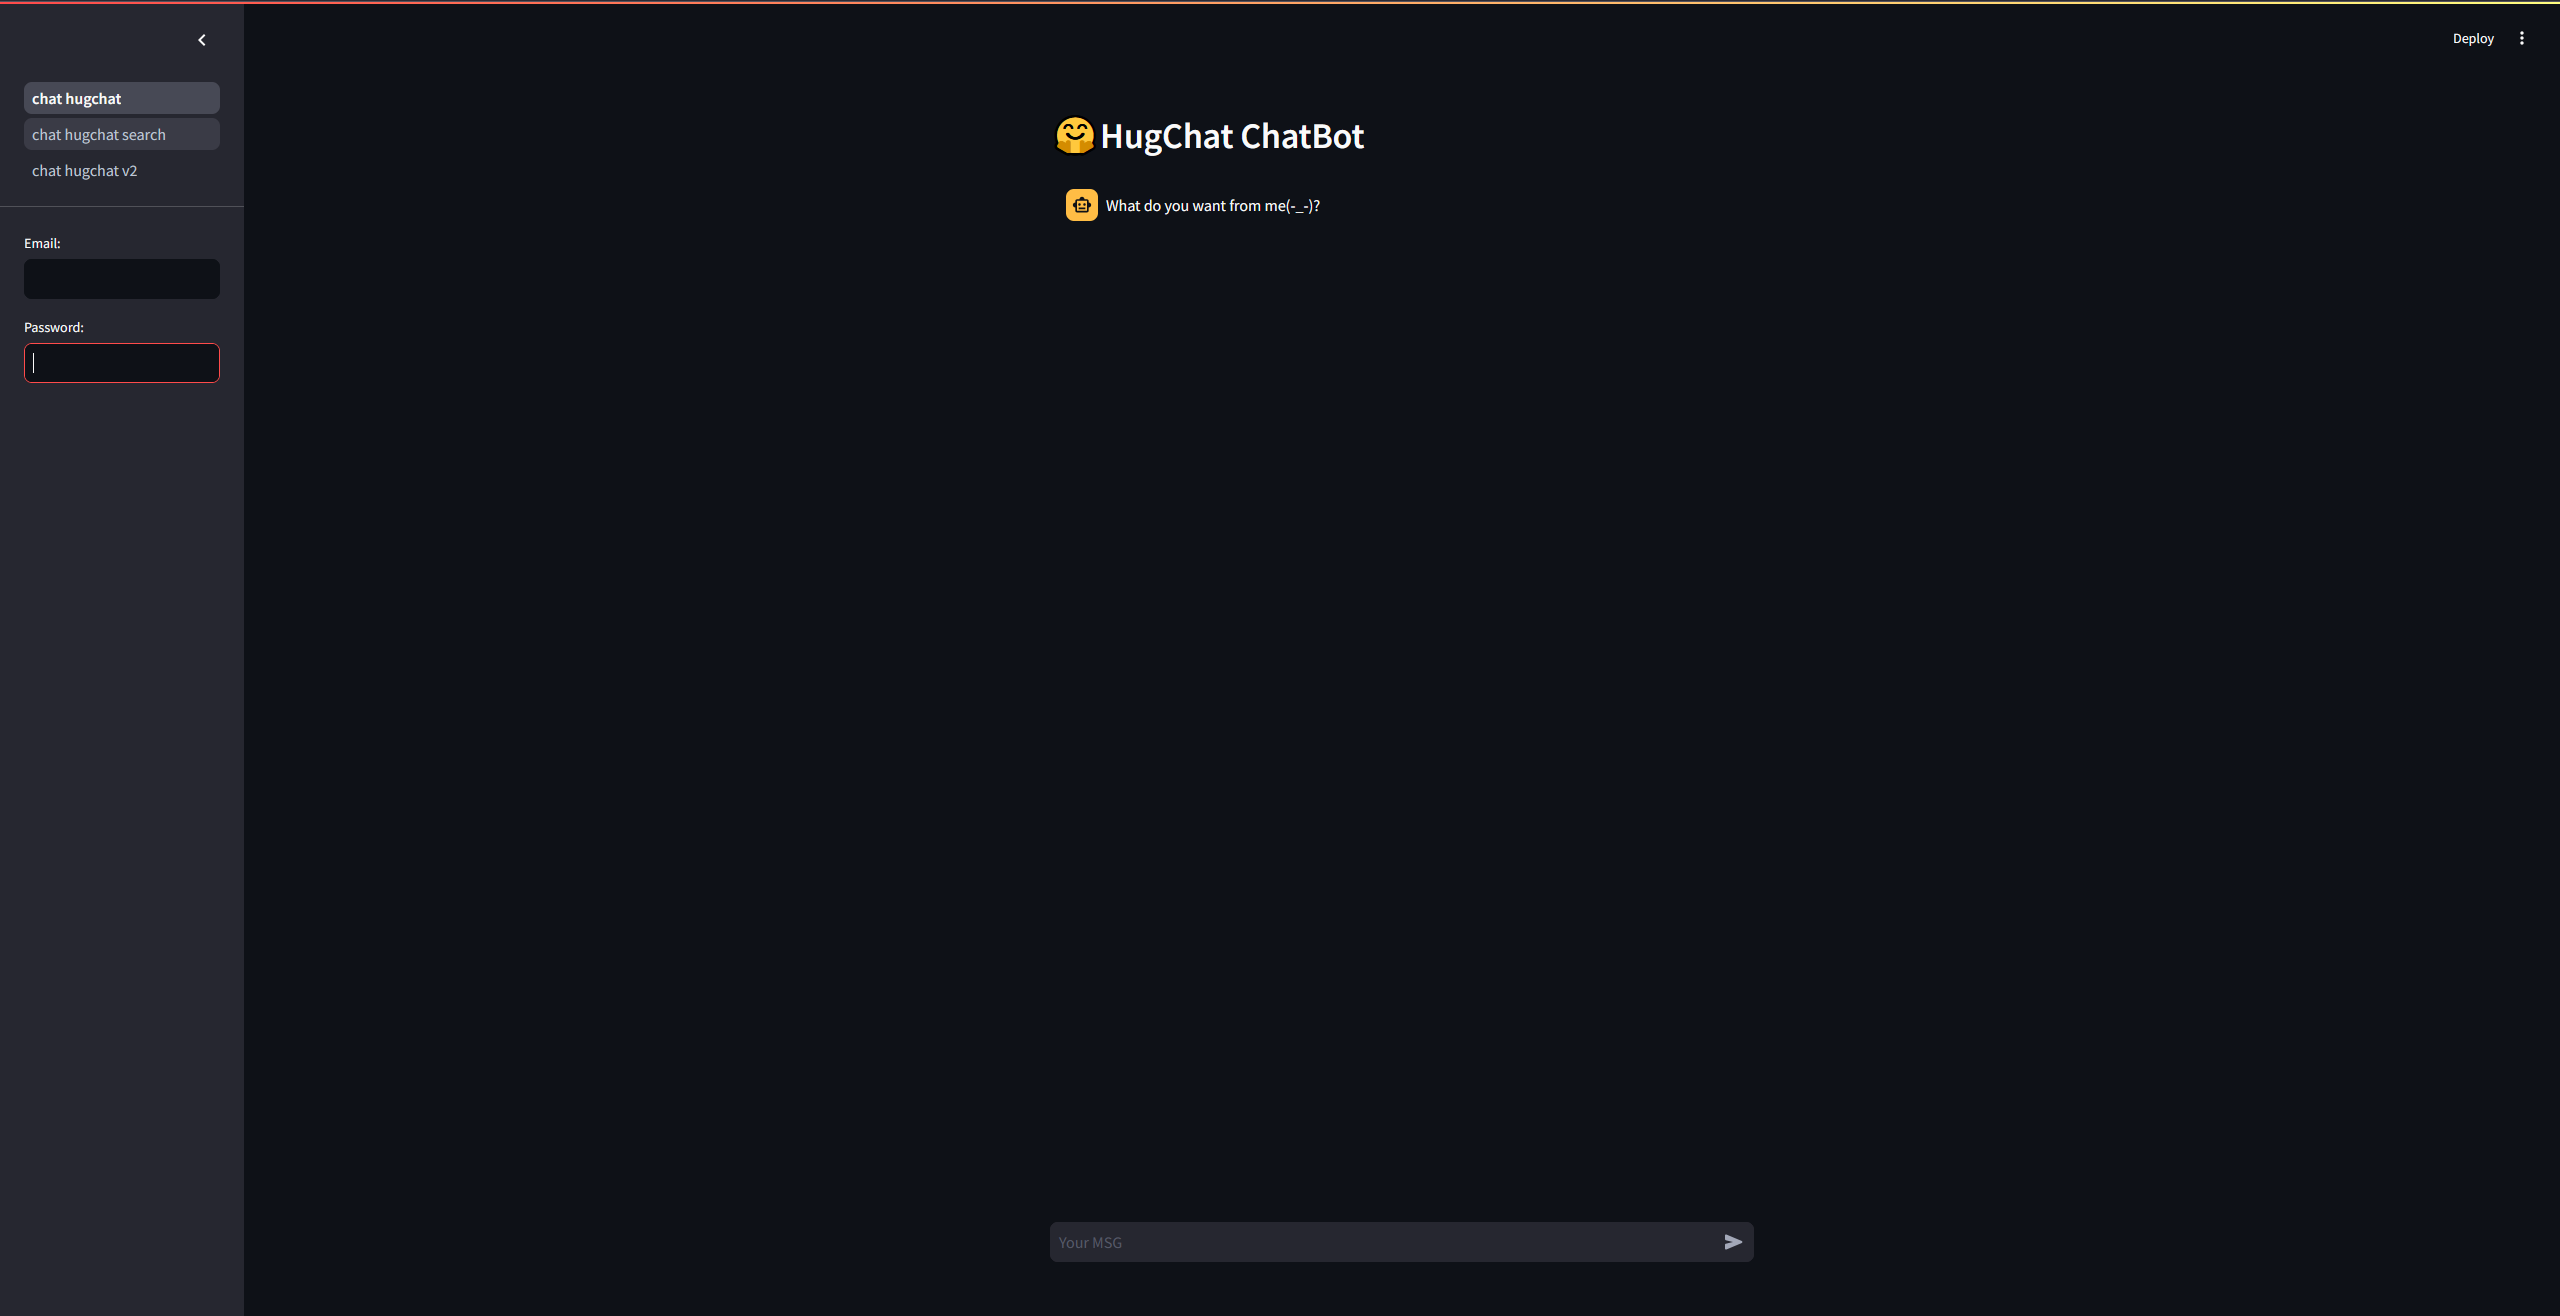 chat hugchat
chat hugchat search
chat hugchat v2
Email:
Password:
Deploy
HugChat ChatBot
What do you want from me(-_-)?
Your MSG